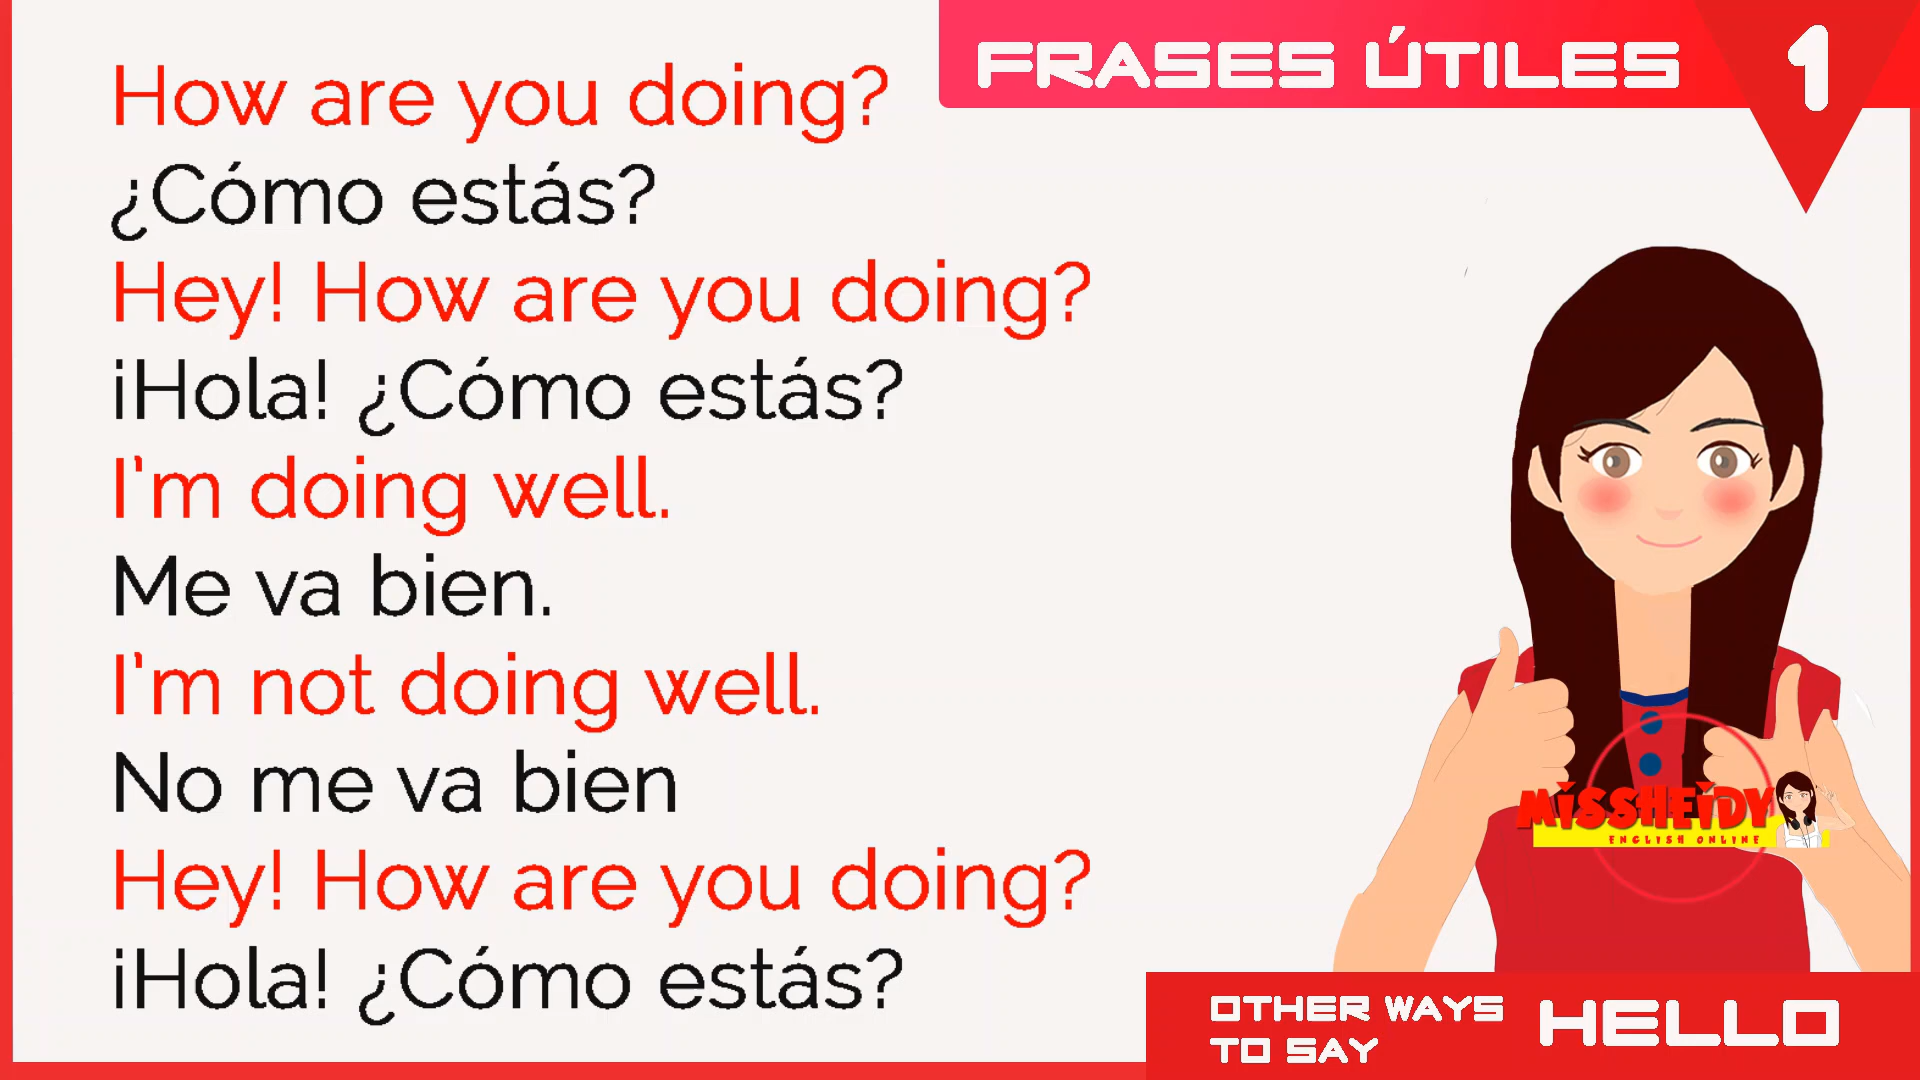 FRASES ÚTILES 1
How are you doing?
¿Cómo estás?
Hey! How are you doing?
¡Hola! ¿Cómo estás?
I'm doing well.
Me va bien.
I'm not doing well.
No me va bien
Hey! How are you doing?
¡Hola! ¿Cómo estás?
MISSHEIDY
ENGLISH ONLINE
OTHER WAYS
TO SAY
HELLO